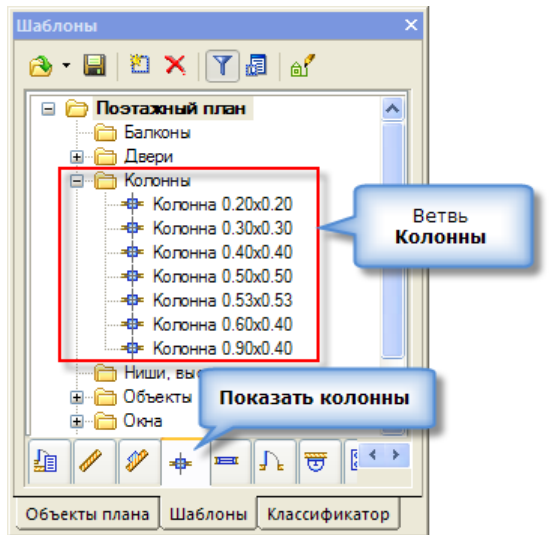 Шаблоны
Поэтажный план
Балконы
Двери
Колонны
Колонна 0.20x0.20
Колонна 0.30x0.30
Колонна 0.40x0.40
Колонна 0.50x0.50
Колонна 0.53x0.53
Колонна 0.60x0.40
Колонна 0.90x0.40
Ветвь
Колонны
Ниши, выс
Объекты
Показать колонны
Окна
Объекты плана Шаблоны Классификатор